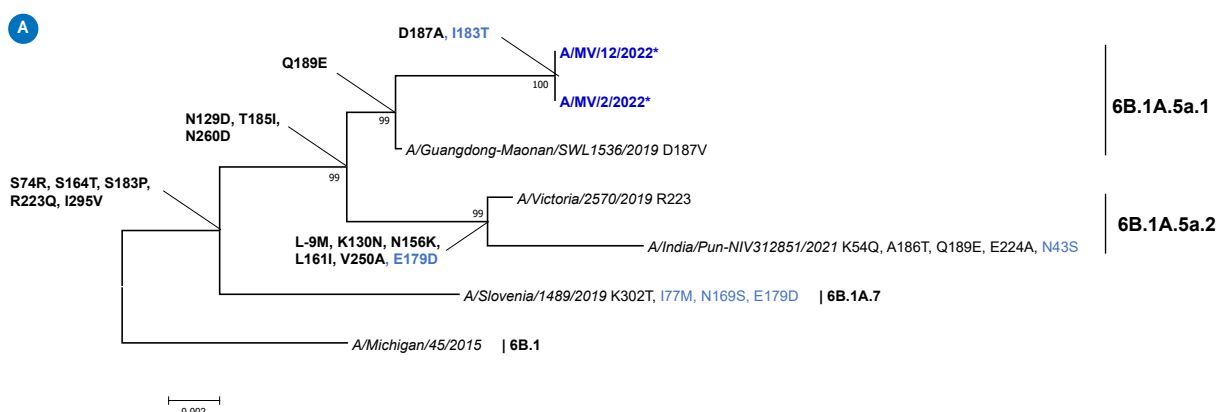 A
D187A, I183T
A/MV/12/2022*
Q189E
100
A/MV/2/2022*
6B.1A.5a.1
N129D, T185I,
N260D
99
A/Guangdong-Maonan/SWL1536/2019 D187V
S74R, S164T, S183P,
R223Q, I295V
99
A/Victoria/2570/2019 R223
99
6B.1A.5a.2
L-9M, K130N, N156K,
L161I, V250A, E179D
A/India/Pun-NIV312851/2021 K54Q, A186T, Q189E, E224A, N43S
A/Slovenia/1489/2019 K302T, I77M, N169S, E179D | 6B.1A.7
A/Michigan/45/2015 | 6B.1
0.002